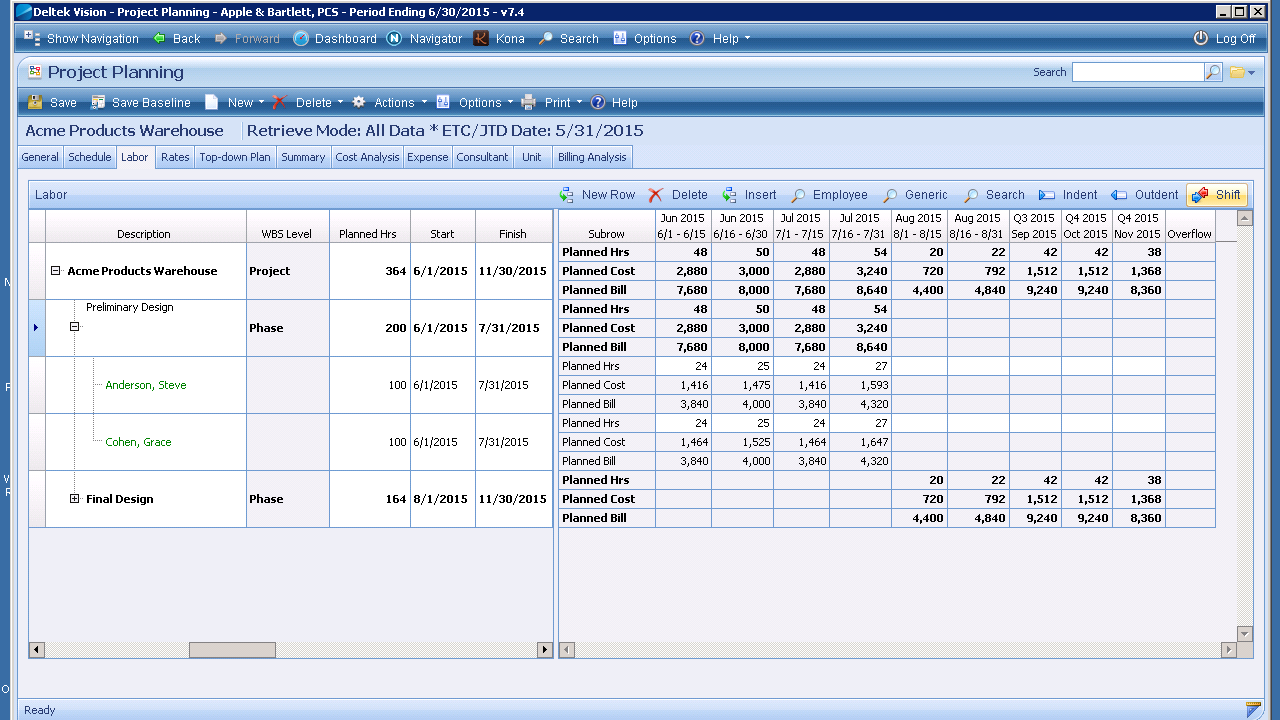 Deltek Vision - Project Planning - Apple & Bartlett, PCS - Period Ending 6/30/2015 - v7.4
Show Navigation Back Forward Dashboard Navigator Kona Search Options Help Log Off
Project Planning Search
Save Save Baseline New Delete Actions Options Print Help
Acme Products Warehouse Retrieve Mode: All Data * ETC/JTD Date: 5/31/2015
General Schedule Labor Rates Top-down Plan Summary Cost Analysis Expense Consultant Unit Billing Analysis
Labor New Row Delete Insert Employee Generic Search Indent Outdent Shift
Jun 2015 Jun 2015 Jul 2015 Jul 2015 Aug 2015 Aug 2015 Q3 2015 Q4 2015 Q4 2015
Description WBS Level Planned Hrs Start Finish Subrow 6/1 - 6/15 6/16 - 6/30 7/1 - 7/15 7/16 - 7/31 8/1 - 8/15 8/16 - 8/31 Sep 2015 Oct 2015 Nov 2015 Overflow
Planned Hrs 48 50 48 54 20 22 42 42 38
Acme Products Warehouse Project 364 6/1/2015 11/30/2015 Planned Cost 2,880 3,000 2,880 3,240 720 792 1,512 1,512 1,368
Planned Bill 7,680 8,000 7,680 8,640 4,400 4,840 9,240 9,240 8,360
Preliminary Design Planned Hrs 48 50 48 54
Phase 200 6/1/2015 7/31/2015 Planned Cost 2,880 3,000 2,880 3,240
Planned Bill 7,680 8,000 7,680 8,640
Planned Hrs 24 25 24 27
Anderson, Steve 100 6/1/2015 7/31/2015 Planned Cost 1,416 1,475 1,416 1,593
Planned Bill 3,840 4,000 3,840 4,320
Planned Hrs 24 25 24 27
Cohen, Grace 100 6/1/2015 7/31/2015 Planned Cost 1,464 1,525 1,464 1,647
Planned Bill 3,840 4,000 3,840 4,320
Planned Hrs 20 22 42 42 38
Final Design Phase 164 8/1/2015 11/30/2015 Planned Cost 720 792 1,512 1,512 1,368
Planned Bill 4,400 4,840 9,240 9,240 8,360
Ready